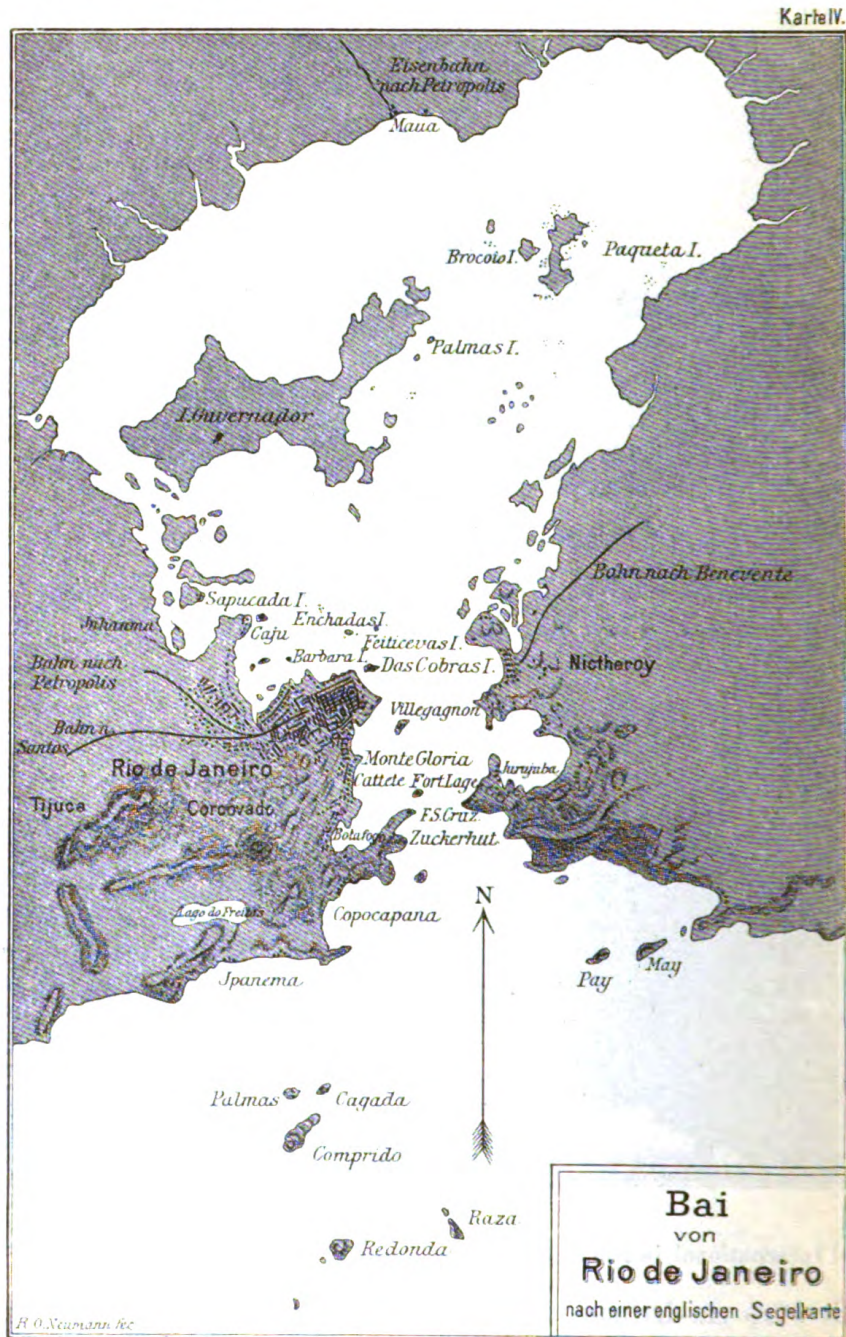 Karte IV.
Eisenbahn
nach Petropolis
Maua
Brocoio I.
Paqueta I.
Palmas I.
I. Guvernador
Bahn nach Benevente
Sapucada I.
Enchadas I.
Inhauma
Caju
Feiticevas I.
Barbara I.
Das Cobras I.
Nictheroy
Bahn nach
Petropolis
Villegagnon
Bahn n.
Santos
Monte Gloria
Rio de Janeiro
Cattete
Fort Lage
Jurujuba
Tijuca
Corcovado
F.S. Cruz.
Botafogo
Zuckerhut
Lago do Freitas
Copocapana
N
Pay
May
Jpanema
Palmas
Cagada
Comprido
Raza
Redonda
Bai
von
Rio de Janeiro
nach einer englischen Segelkarte
R. O. Neumann fec